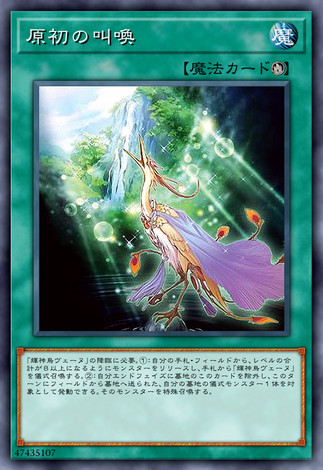 原初の叫喚
魔
【魔法カード】
「輝神鳥ヴェーヌ」の降臨に必要。①：自分の手札・フィールドから、レベルの合
計が８以上になるようにモンスターをリリースし、手札から「輝神鳥ヴェーヌ」
を儀式召喚する。②：自分エンドフェイズに墓地のこのカードを除外し、このタ
ーンにフィールドから墓地へ送られた、自分の墓地の儀式モンスター１体を対
象として発動できる。そのモンスターを特殊召喚する。
47435107